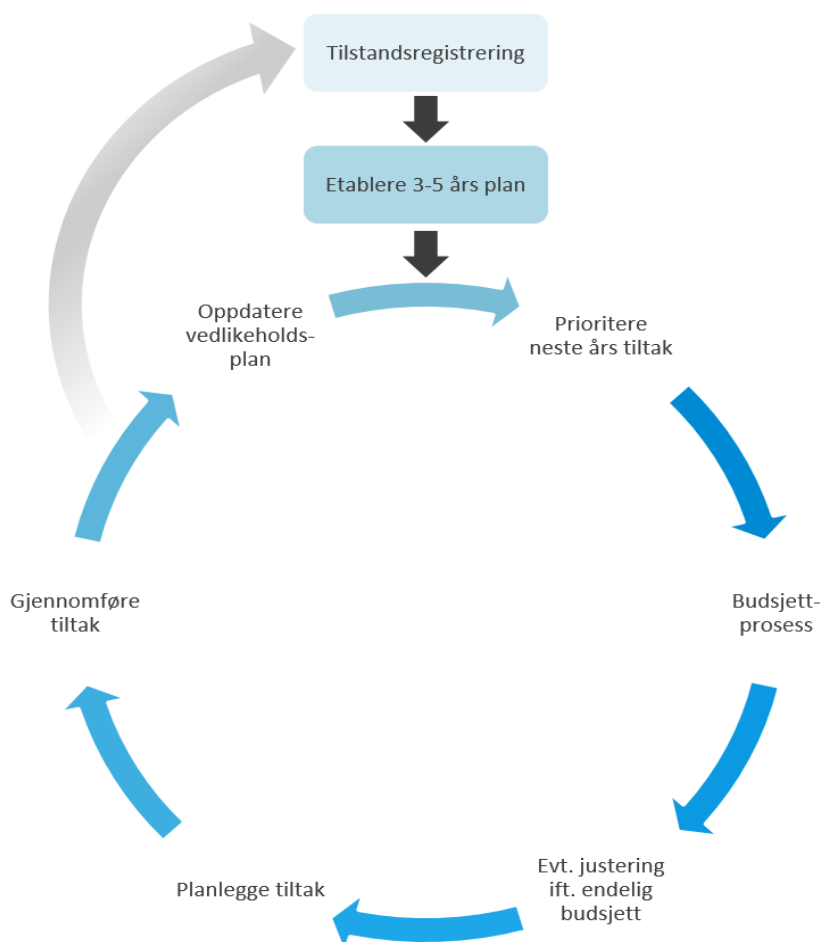 Tilstandsregistrering
Etablere 3-5 års plan
Oppdatere
vedlikeholds-
plan
Prioritere
neste års tiltak
Budsjett-
prosess
Evt. justering
ift. endelig
budsjett
Planlegge tiltak
Gjennomføre
tiltak